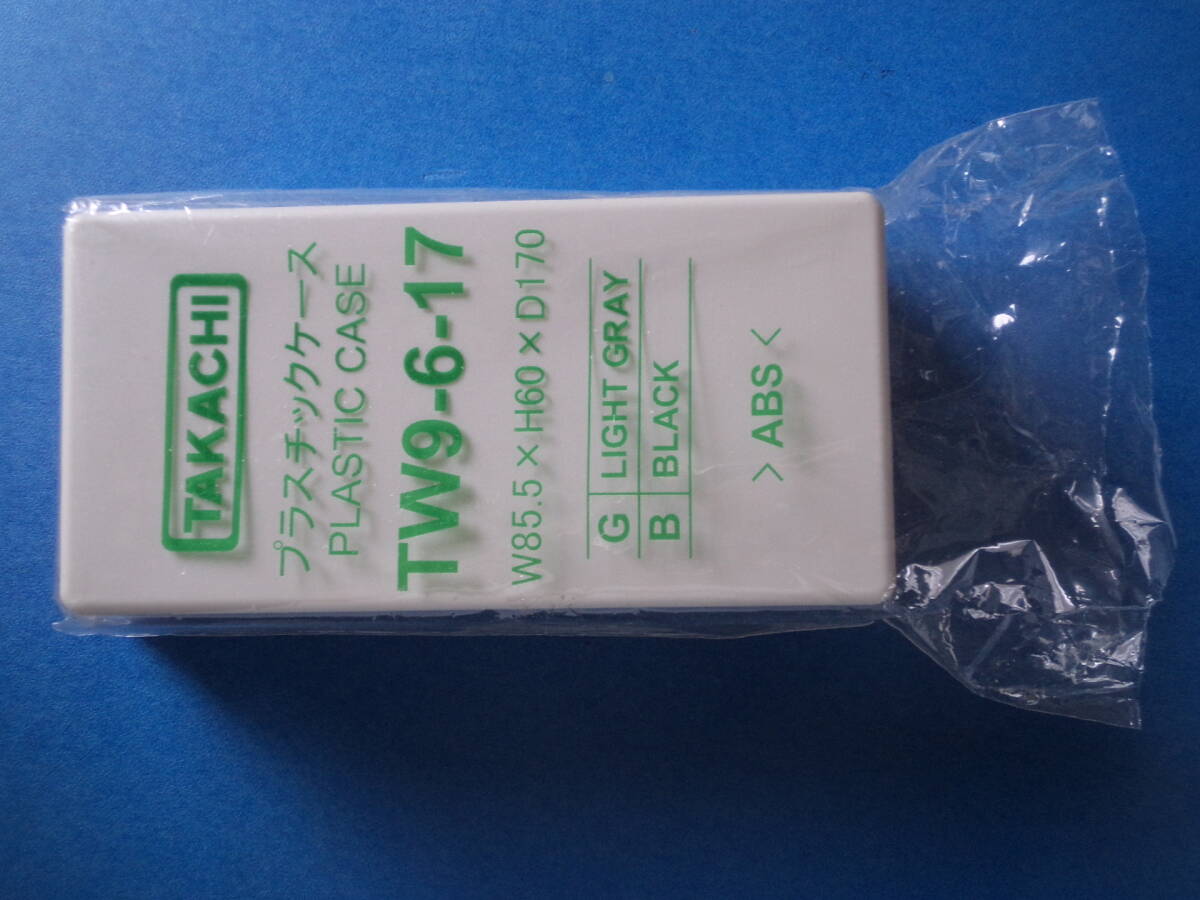 TAKACHI
プラスチックケース
PLASTIC CASE
TW9-6-17
W85.5×H60×D170
G LIGHT GRAY
B BLACK
>ABS<